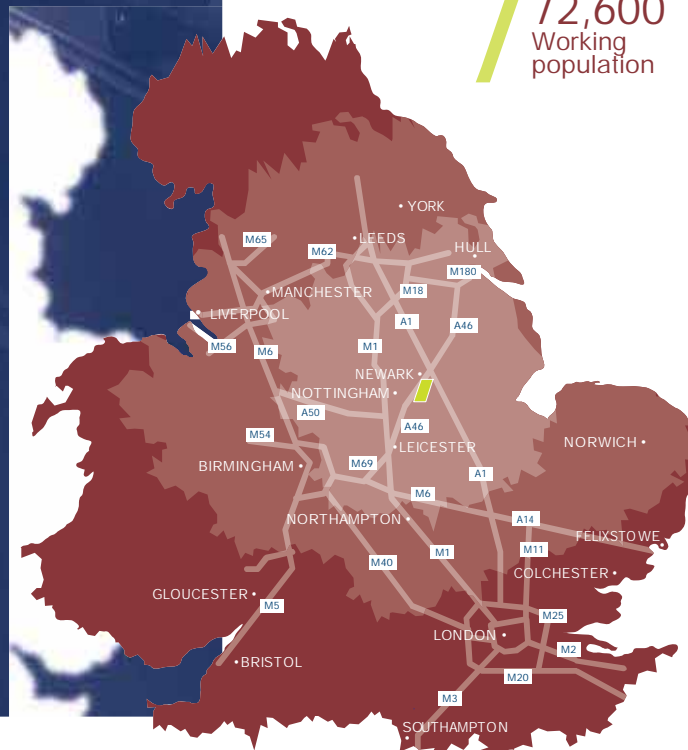 72,600
Working
population
YORK
LEEDS
HULL
M65
M62
M180
MANCHESTER
M18
LIVERPOOL
A1
A46
M56
M6
M1
NEWARK
NOTTINGHAM
A50
A46
M54
LEICESTER
NORWICH
BIRMINGHAM
M69
A1
M6
NORTHAMPTON
A14
FELIXSTOWE
M1
M11
M40
COLCHESTER
GLOUCESTER
M5
M25
LONDON
M2
BRISTOL
M20
M3
SOUTHAMPTON